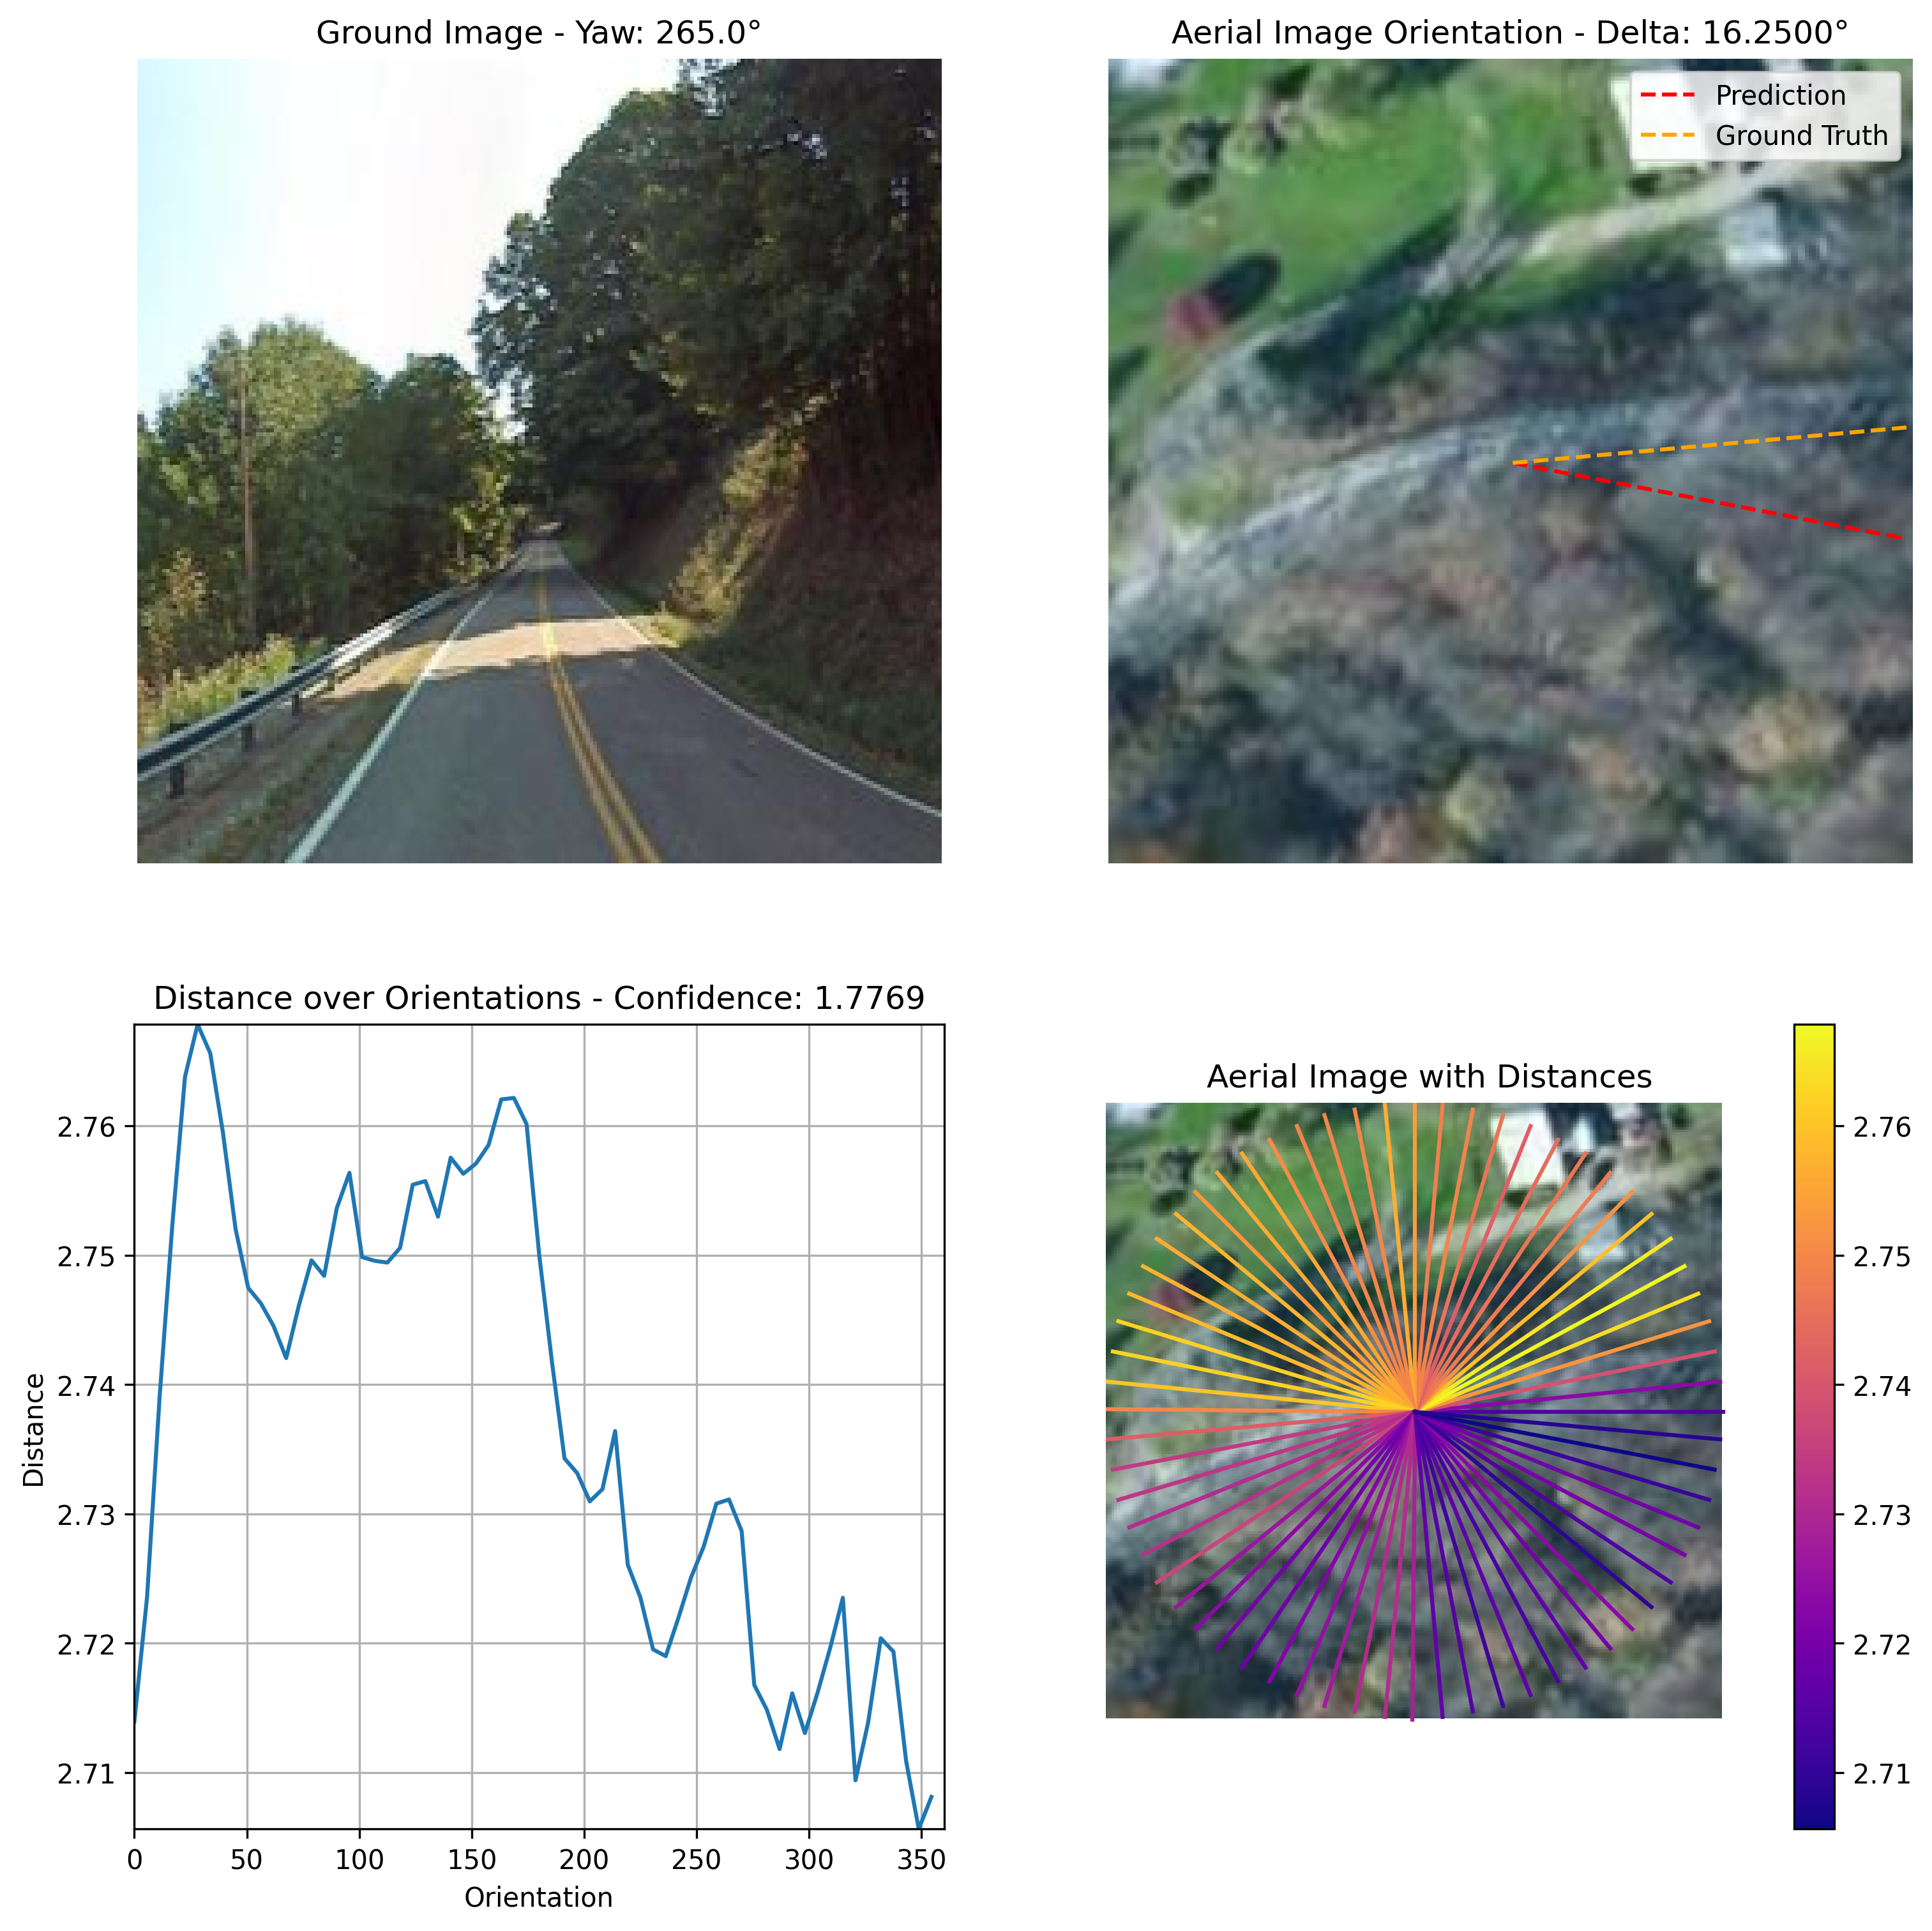 Ground Image - Yaw: 265.0°
Aerial Image Orientation - Delta: 16.2500°
Prediction
Ground Truth
Distance over Orientations - Confidence: 1.7769
2.76
2.75
2.74
2.73
2.72
2.71
Distance
0 50 100 150 200 250 300 350
Orientation
Aerial Image with Distances
2.76
2.75
2.74
2.73
2.72
2.71